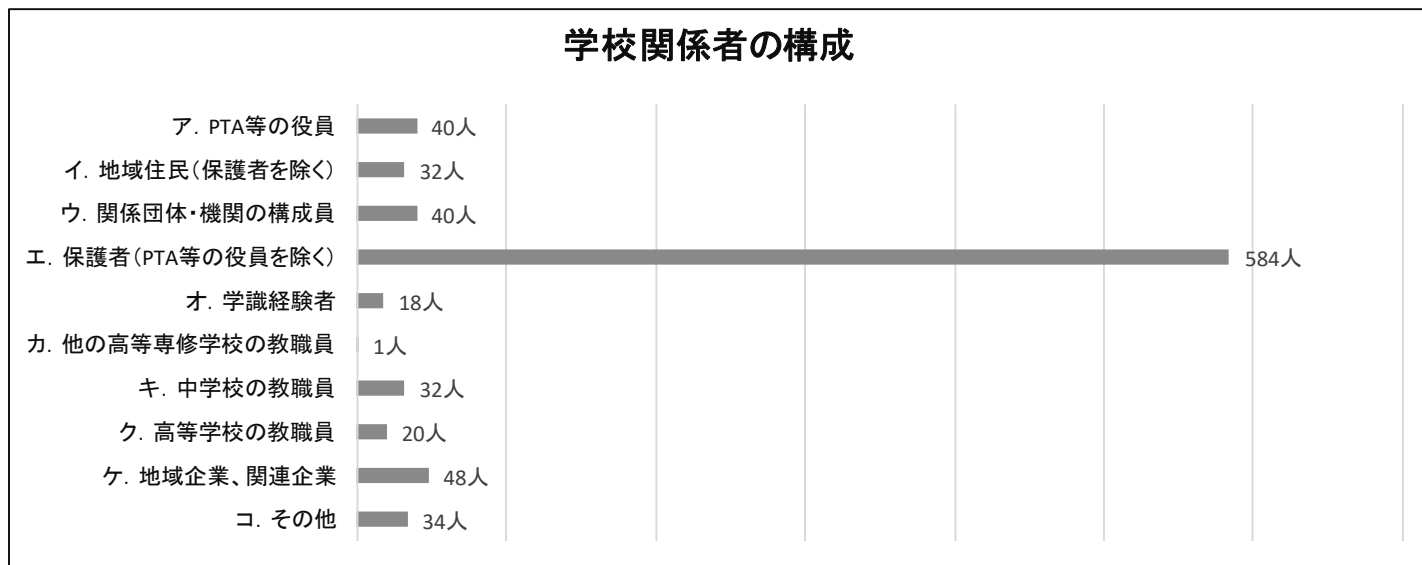 学校関係者の構成
ア. PTA等の役員 40人
イ. 地域住民(保護者を除く) 32人
ウ. 関係団体・機関の構成員 40人
エ. 保護者(PTA等の役員を除く) 584人
オ. 学識経験者 18人
カ. 他の高等専修学校の教職員 1人
キ. 中学校の教職員 32人
ク. 高等学校の教職員 20人
ケ. 地域企業、関連企業 48人
コ. その他 34人